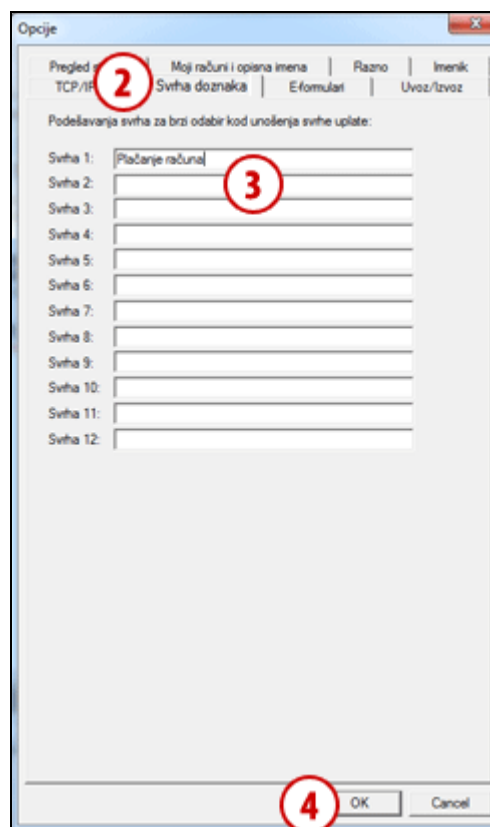 Opcije
Pregled Moji računi i opisna imena Razno Imenik
TCP/IP 2 Svrha doznaka E-formulari Uvoz/Izvoz
Podešavanja svrha za brzi odabir kod unošenja svrhe uplate:
Svrha 1: Plačanje računa
3
Svrha 2:
Svrha 3:
Svrha 4:
Svrha 5:
Svrha 6:
Svrha 7:
Svrha 8:
Svrha 9:
Svrha 10:
Svrha 11:
Svrha 12:
4 OK Cancel